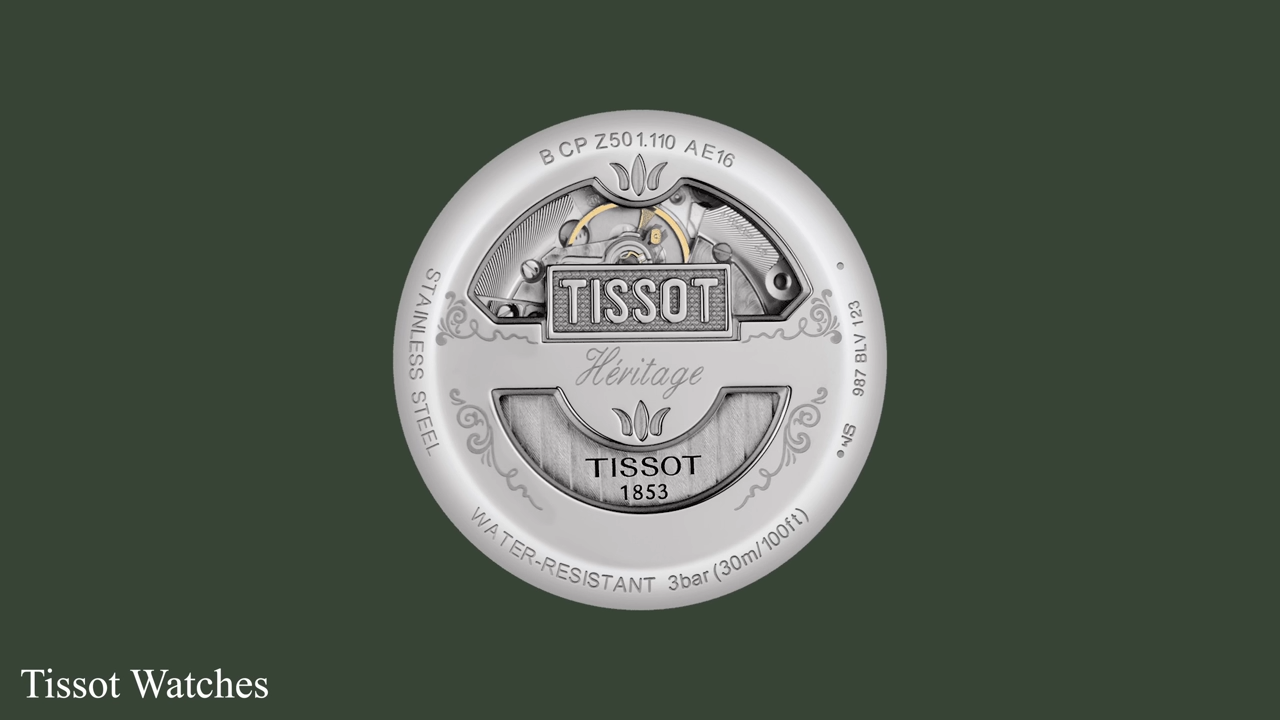 B CP Z501.110 AE16
TISSOT
Héritage
TISSOT
1853
STAINLESS STEEL
987 BLV 123
WATER-RESISTANT 3bar (30m/100ft)
Tissot Watches